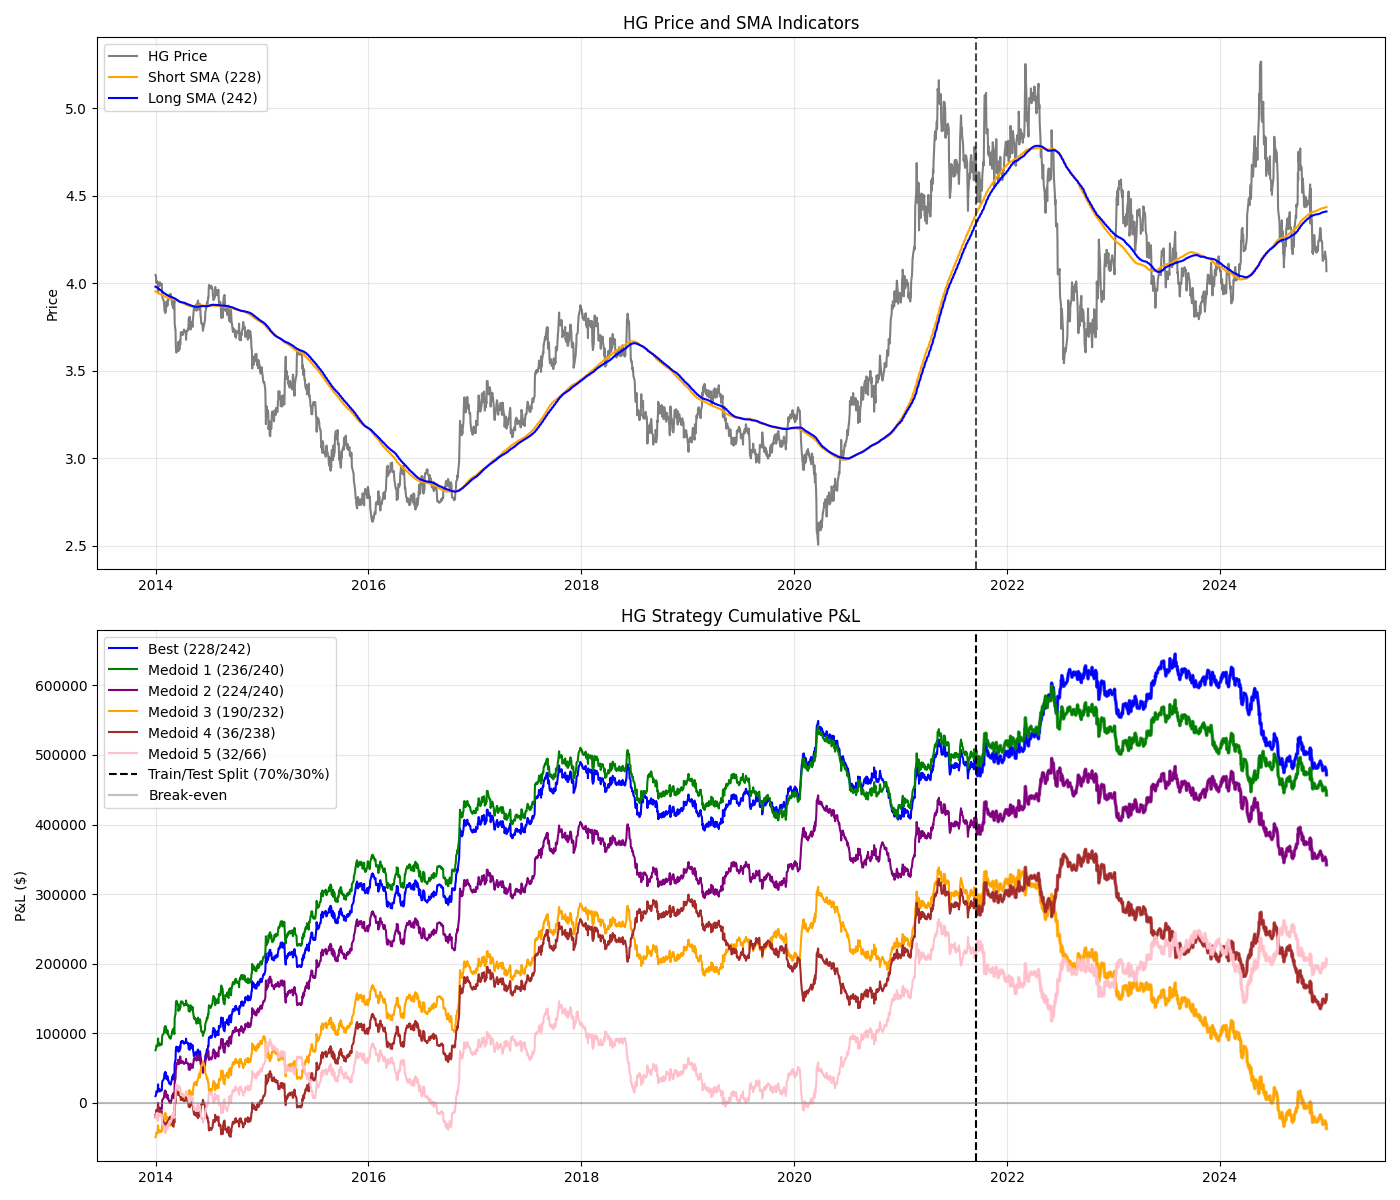 HG Price and SMA Indicators
HG Price
Short SMA (228)
Long SMA (242)
Price
5.0
4.5
4.0
3.5
3.0
2.5
2014
2016
2018
2020
2022
2024
HG Strategy Cumulative P&L
Best (228/242)
Medoid 1 (236/240)
Medoid 2 (224/240)
Medoid 3 (190/232)
Medoid 4 (36/238)
Medoid 5 (32/66)
Train/Test Split (70%/30%)
Break-even
P&L ($)
600000
500000
400000
300000
200000
100000
0
2014
2016
2018
2020
2022
2024